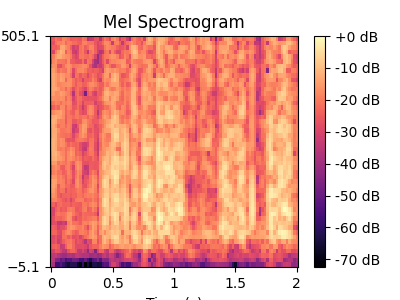 Mel Spectrogram
505.1
-5.1
0
0.5
1
1.5
2
+0 dB
-10 dB
-20 dB
-30 dB
-40 dB
-50 dB
-60 dB
-70 dB